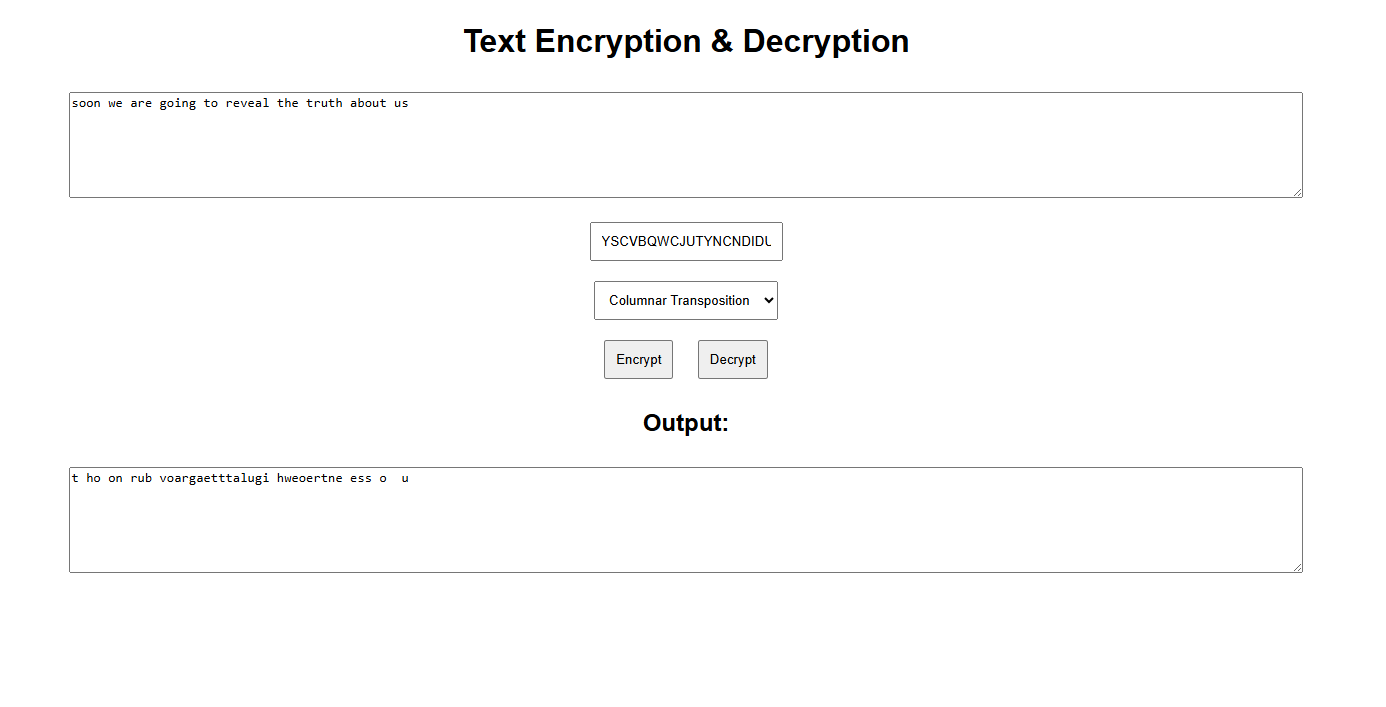 Text Encryption & Decryption
soon we are going to reveal the truth about us
YSCVBQWCJUTYNCNDIDU
Columnar Transposition
Encrypt
Decrypt
Output:
t ho on rub voargaetttalugi hweoertne ess o  u